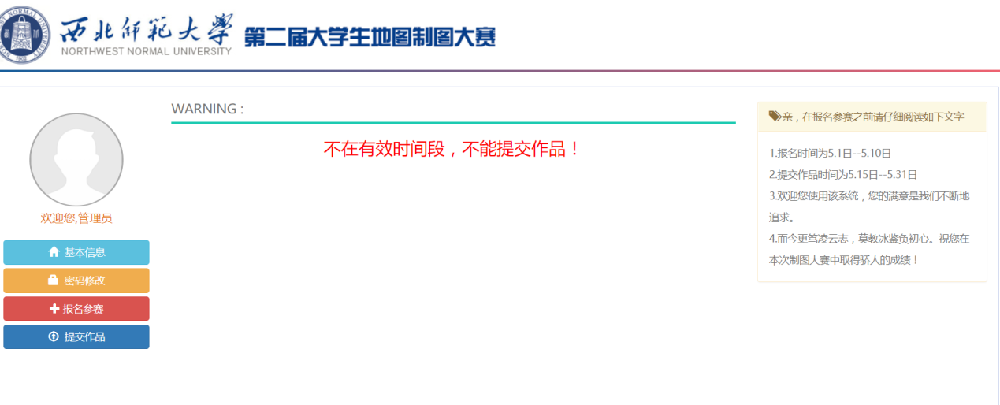 西北师范大学
NORTHWEST NORMAL UNIVERSITY
第二届大学生地图制图大赛
欢迎您,管理员
基本信息
密码修改
报名参赛
提交作品
WARNING :
不在有效时间段，不能提交作品！
亲，在报名参赛之前请仔细阅读如下文字
1.报名时间为5.1日--5.10日
2.提交作品时间为5.15日--5.31日
3.欢迎您使用该系统，您的满意是我们不断地
追求。
4.而今更笃凌云志，莫教冰鉴负初心。祝您在
本次制图大赛中取得骄人的成绩！